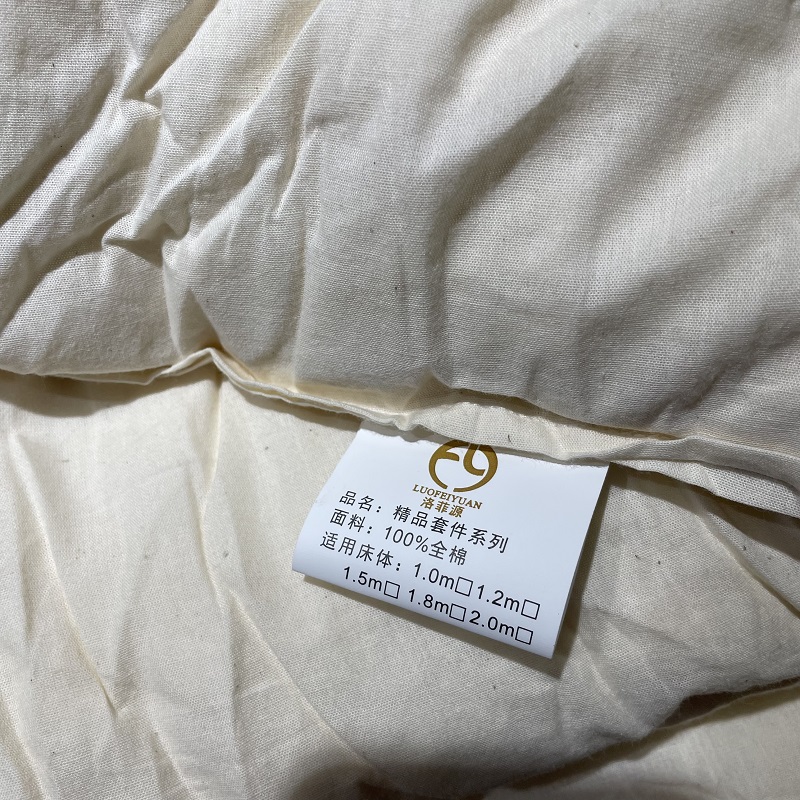 LUOFEIYUAN
洛菲源
品名：精品套件系列
面料：100%全棉
适用床体：1.0m□ 1.2m□
1.5m□ 1.8m□ 2.0m□